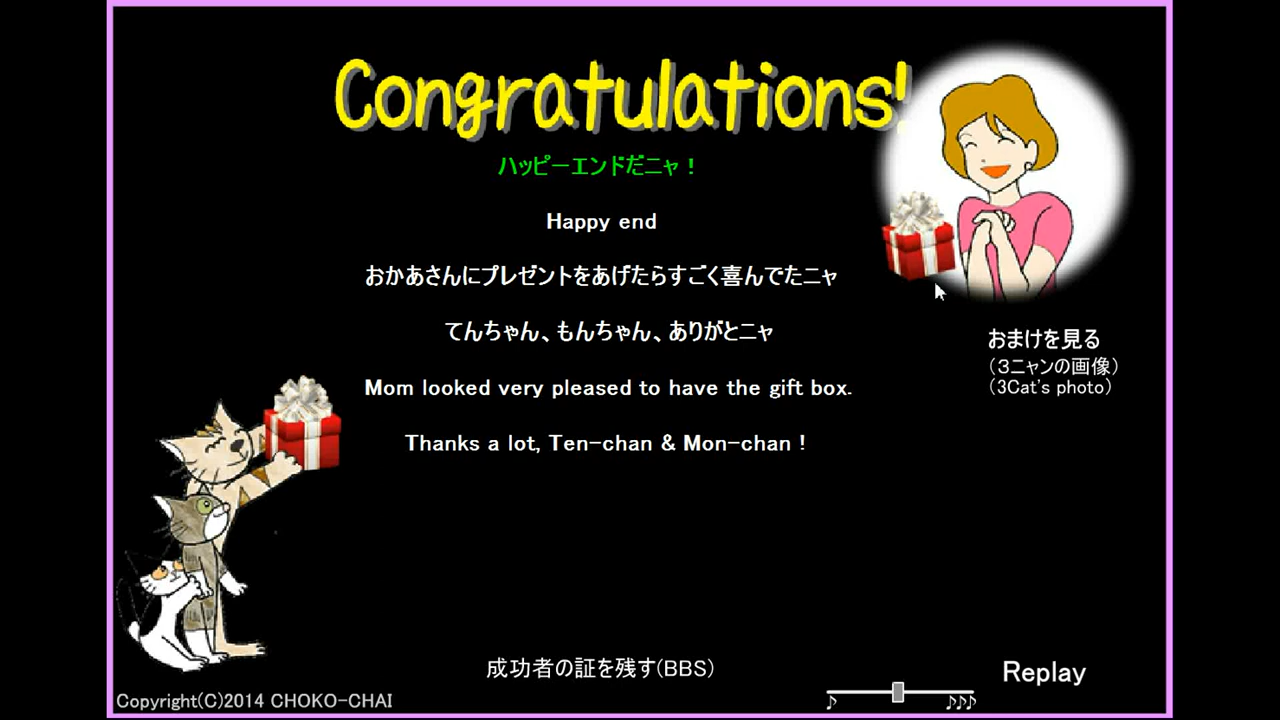 Congratulations!
ハッピーエンドだニャ！
Happy end
おかあさんにプレゼントをあげたらすごく喜んでたニャ
てんちゃん、もんちゃん、ありがとニャ
Mom looked very pleased to have the gift box.
Thanks a lot, Ten-chan & Mon-chan !
おまけを見る
（３ニャンの画像）
（3Cat's photo）
成功者の証を残す(BBS)
Replay
♪
♪♪♪
Copyright(C)2014 CHOKO-CHAI